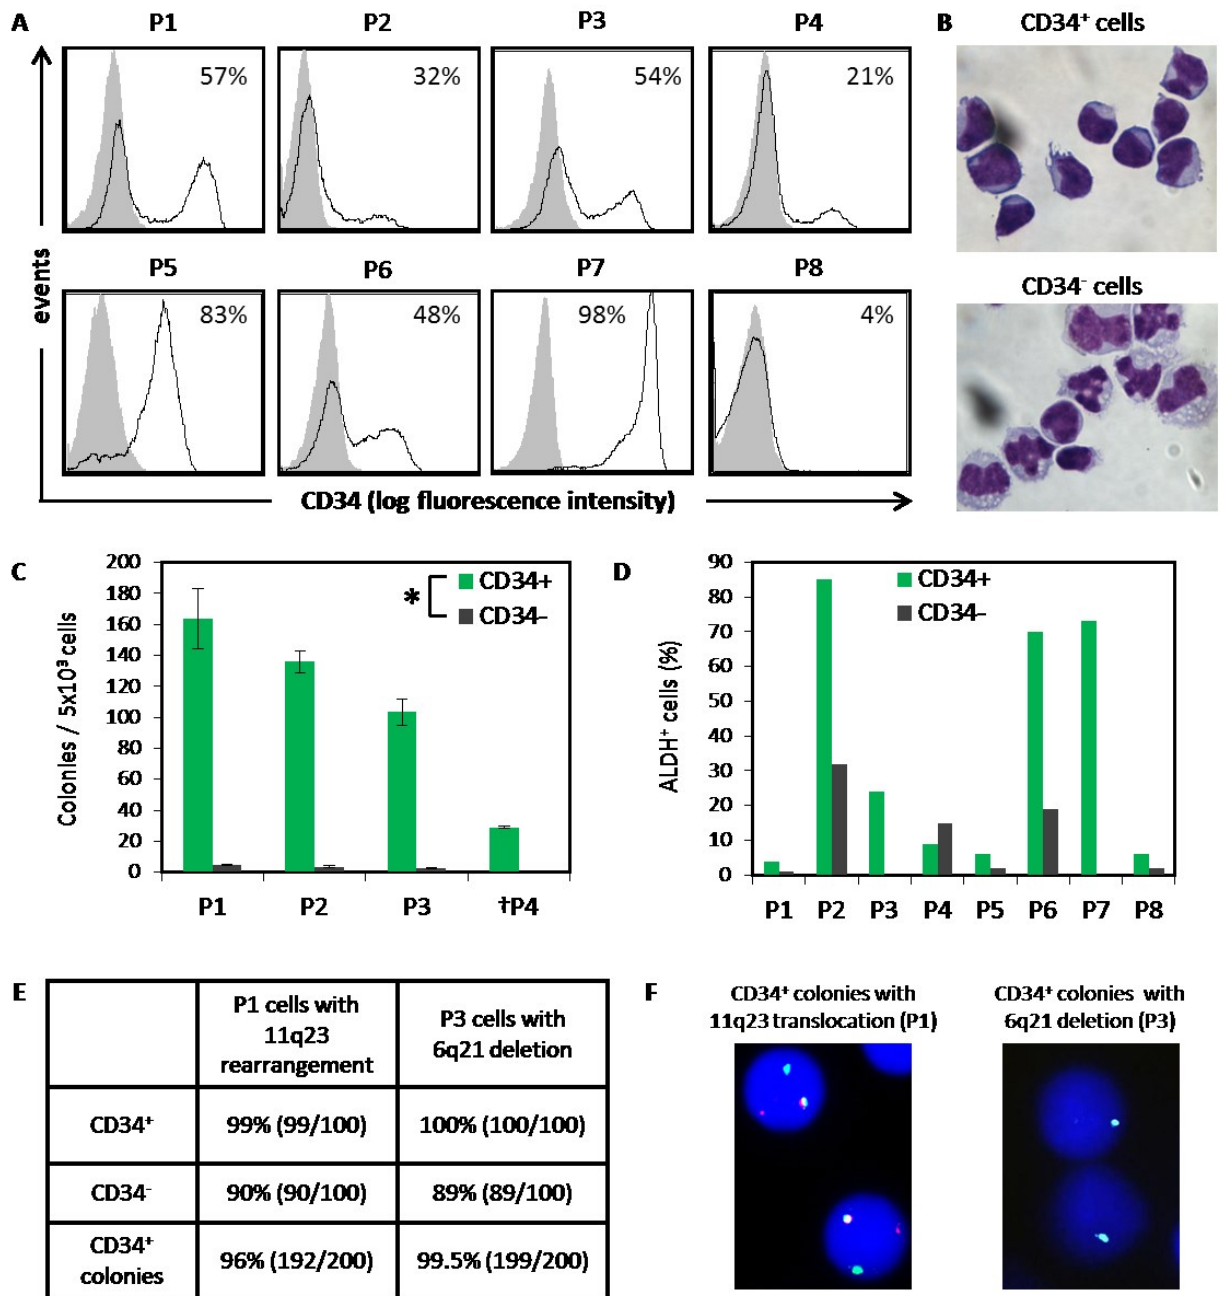 A
P1
P2
P3
P4
57%
32%
54%
21%
P5
P6
P7
P8
83%
48%
98%
4%
events
CD34 (log fluorescence intensity)
B
CD34⁺ cells
CD34⁻ cells
C
Colonies / 5x10³ cells
200
180
160
140
120
100
80
60
40
20
0
*
CD34+
CD34–
P1
P2
P3
†P4
D
ALDH⁺ cells (%)
90
80
70
60
50
40
30
20
10
0
CD34+
CD34–
P1
P2
P3
P4
P5
P6
P7
P8
E
P1 cells with
11q23
rearrangement
P3 cells with
6q21 deletion
CD34⁺
99% (99/100)
100% (100/100)
CD34⁻
90% (90/100)
89% (89/100)
CD34⁺
colonies
96% (192/200)
99.5% (199/200)
F
CD34⁺ colonies with
11q23 translocation (P1)
CD34⁺ colonies with
6q21 deletion (P3)